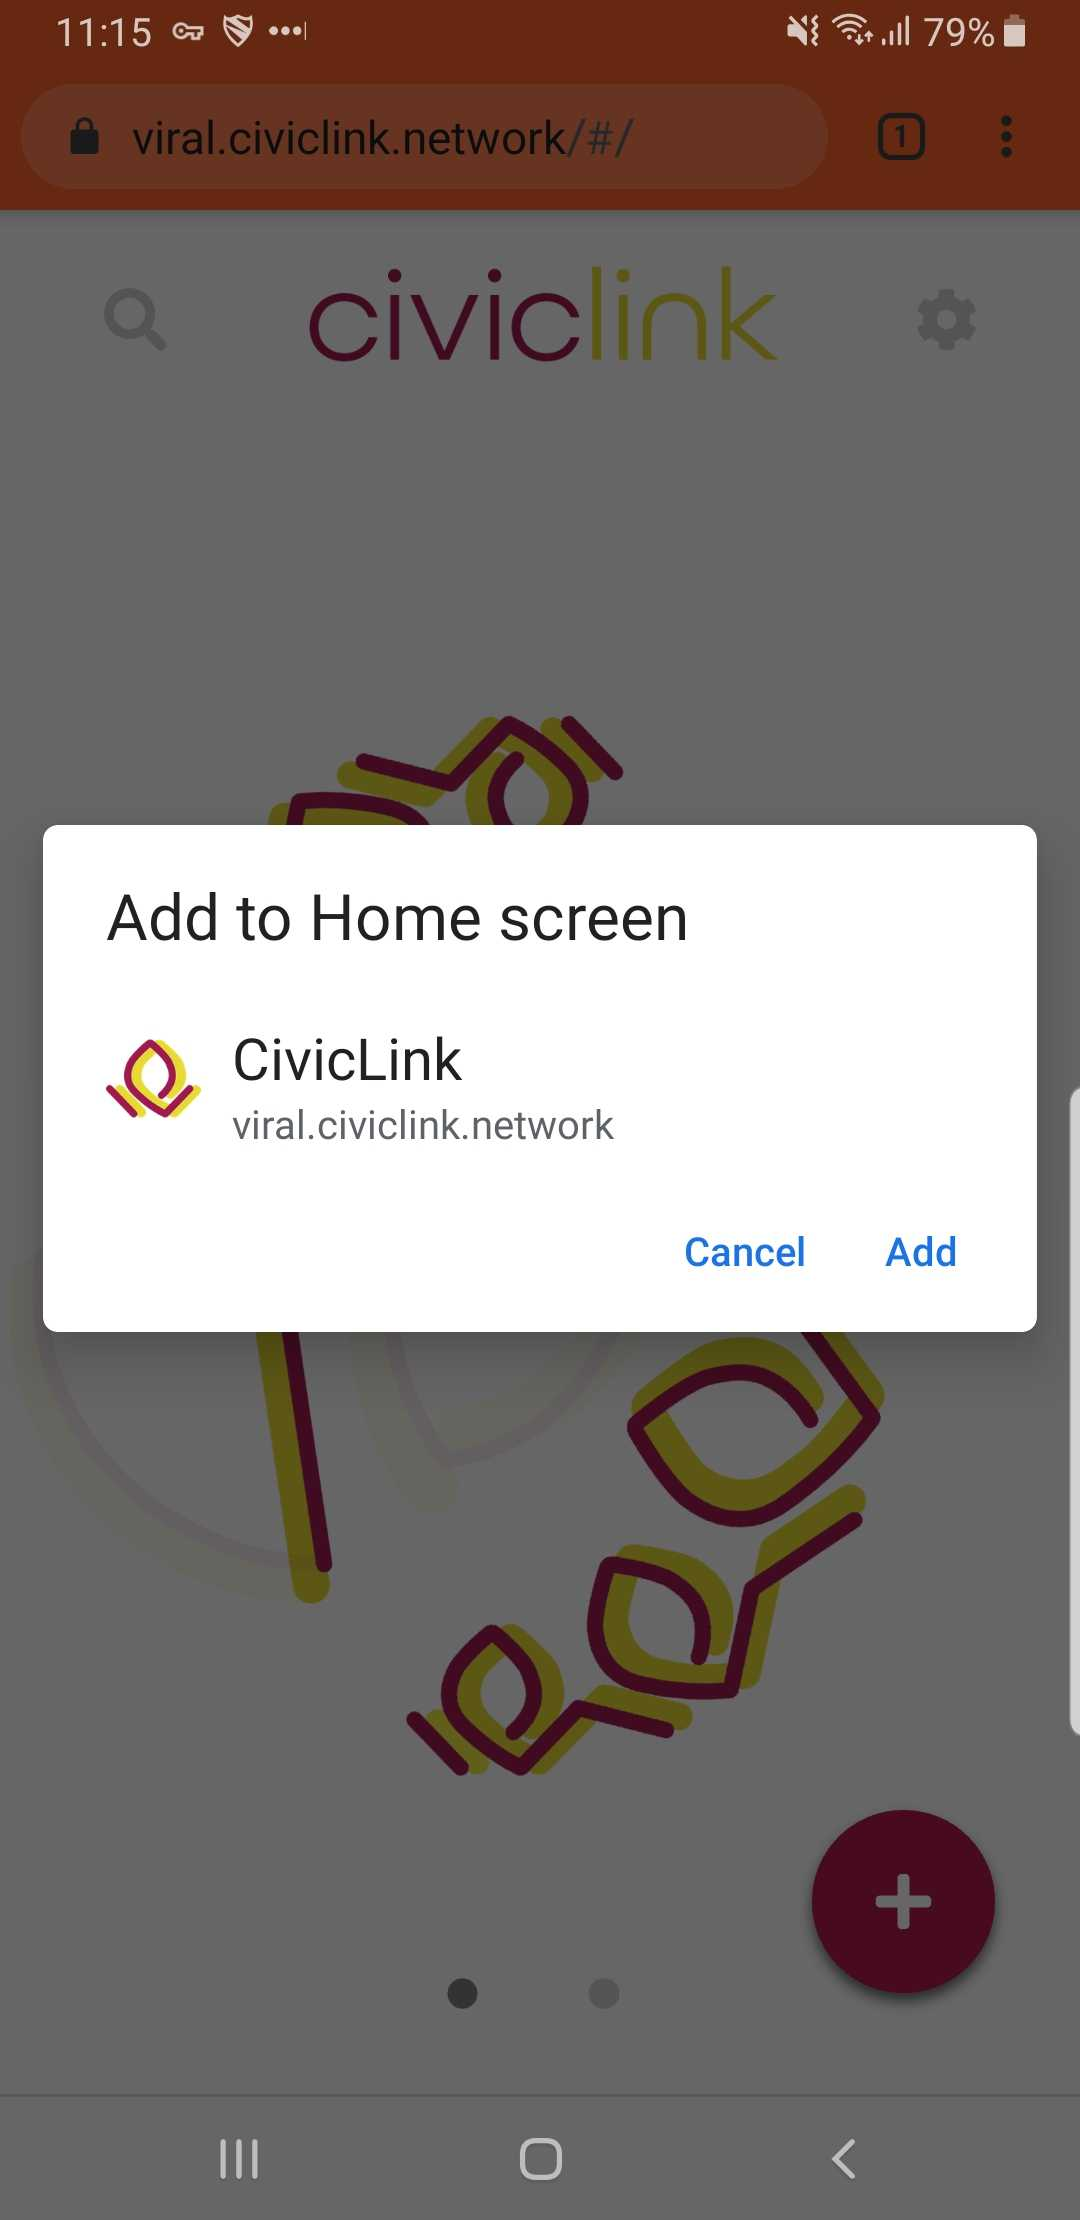 11:15
79%
viral.civiclink.network/#/
1
civiclink
Add to Home screen
CivicLink
viral.civiclink.network
Cancel Add